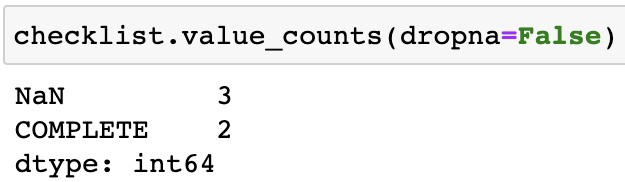 checklist.value_counts(dropna=False)
NaN 3
COMPLETE 2
dtype: int64